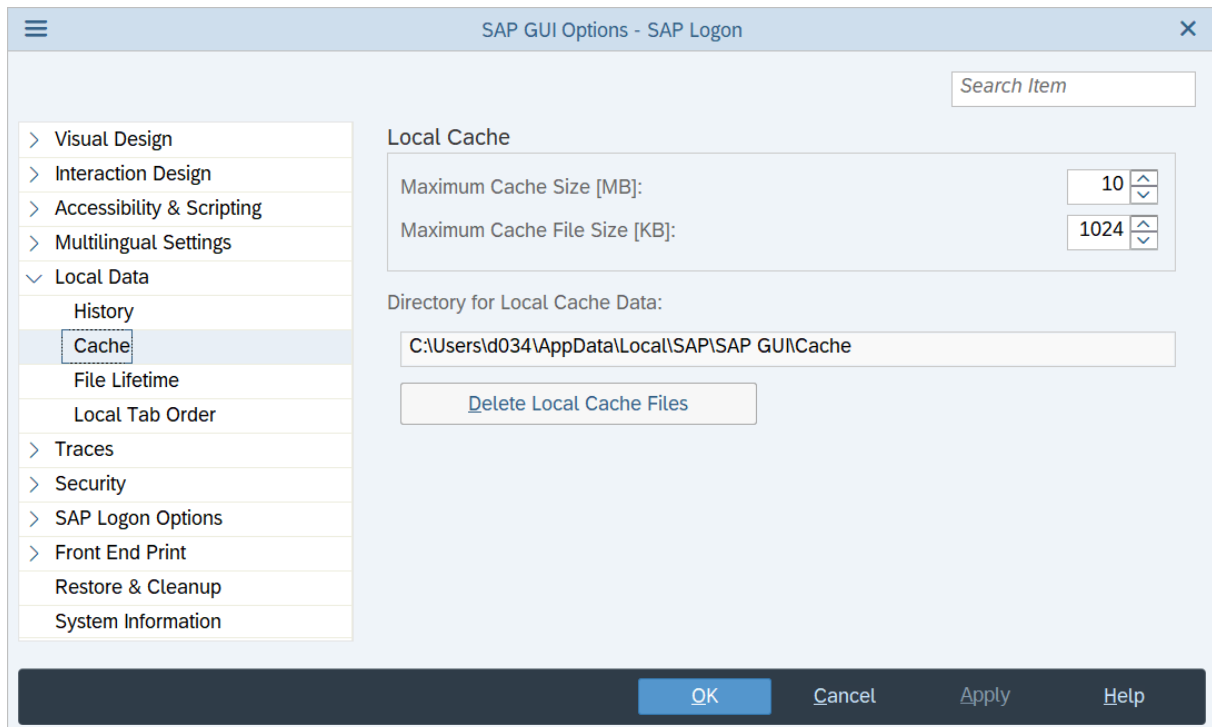 SAP GUI Options - SAP Logon
Search Item
Visual Design
Interaction Design
Accessibility & Scripting
Multilingual Settings
Local Data
History
Cache
File Lifetime
Local Tab Order
Traces
Security
SAP Logon Options
Front End Print
Restore & Cleanup
System Information
Local Cache
Maximum Cache Size [MB]: 10
Maximum Cache File Size [KB]: 1024
Directory for Local Cache Data:
C:\Users\d034\AppData\Local\SAP\SAP GUI\Cache
Delete Local Cache Files
OK Cancel Apply Help